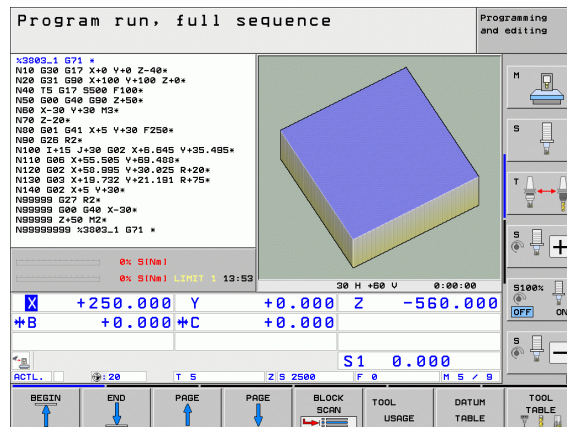 Program run, full sequence
Programming and editing
%3803_1 G71 *
N10 G30 G17 X+0 Y+0 Z-40*
N20 G31 G90 X+100 Y+100 Z+0*
N40 T5 G17 S500 F100*
N50 G00 G40 G90 Z+50*
N60 X-30 Y+30 M3*
N70 Z-20*
N80 G01 G41 X+5 Y+30 F250*
N90 G26 R2*
N100 I+15 J+30 G02 X+6.645 Y+35.495*
N110 G06 X+55.505 Y+69.488*
N120 G02 X+58.995 Y+30.025 R+20*
N130 G03 X+19.732 Y+21.191 R+75*
N140 G02 X+5 Y+30*
N99999 G27 R2*
N99999 G00 G40 X-30*
N99999 Z+50 M2*
N99999999 %3803_1 G71 *
0% S[Nm]
0% S[Nm] LIMIT 1 13:53
30 H +60 V 0:00:00
X +250.000 Y +0.000 Z -560.000
B +0.000 C +0.000
S1 0.000
ACTL. : 20 T 5 Z S 2500 F 0 M 5 / 9
M
S
T
S
S100%
OFF ON
S
BEGIN
END
PAGE
PAGE
BLOCK SCAN
TOOL USAGE
DATUM TABLE
TOOL TABLE